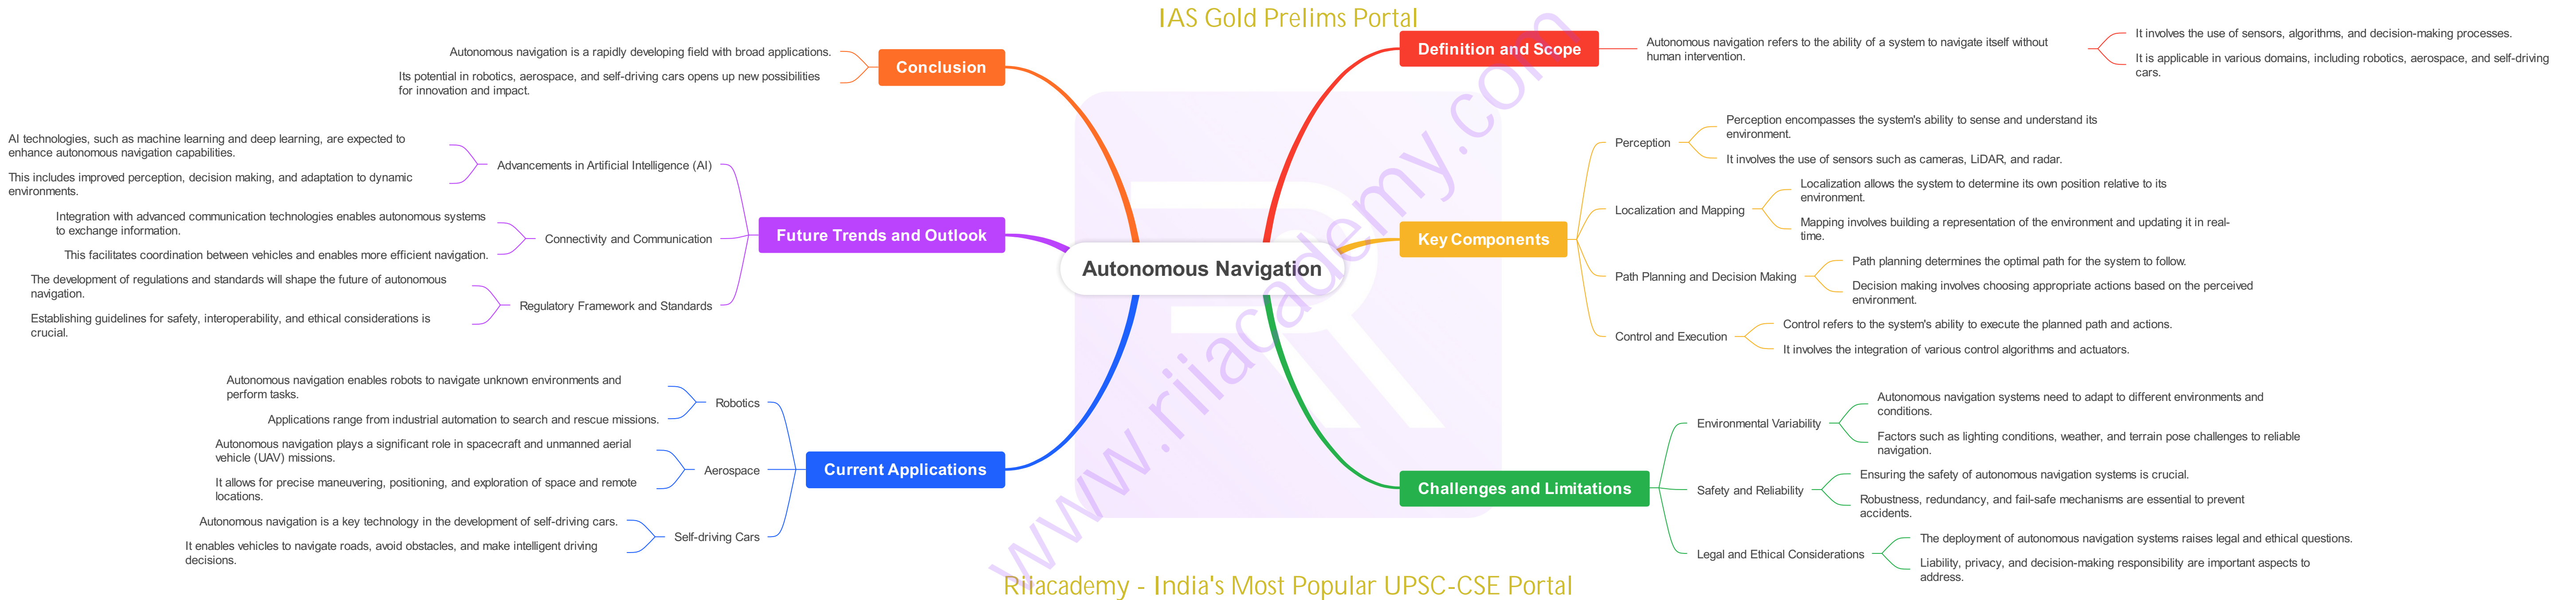 IAS Gold Prelims Portal
Autonomous Navigation
Definition and Scope
Autonomous navigation refers to the ability of a system to navigate itself without
human intervention.
It involves the use of sensors, algorithms, and decision-making processes.
It is applicable in various domains, including robotics, aerospace, and self-driving
cars.
Key Components
Perception
Perception encompasses the system's ability to sense and understand its
environment.
It involves the use of sensors such as cameras, LiDAR, and radar.
Localization and Mapping
Localization allows the system to determine its own position relative to its
environment.
Mapping involves building a representation of the environment and updating it in real-
time.
Path Planning and Decision Making
Path planning determines the optimal path for the system to follow.
Decision making involves choosing appropriate actions based on the perceived
environment.
Control and Execution
Control refers to the system's ability to execute the planned path and actions.
It involves the integration of various control algorithms and actuators.
Challenges and Limitations
Environmental Variability
Autonomous navigation systems need to adapt to different environments and
conditions.
Factors such as lighting conditions, weather, and terrain pose challenges to reliable
navigation.
Safety and Reliability
Ensuring the safety of autonomous navigation systems is crucial.
Robustness, redundancy, and fail-safe mechanisms are essential to prevent
accidents.
Legal and Ethical Considerations
The deployment of autonomous navigation systems raises legal and ethical questions.
Liability, privacy, and decision-making responsibility are important aspects to
address.
Current Applications
Robotics
Autonomous navigation enables robots to navigate unknown environments and
perform tasks.
Applications range from industrial automation to search and rescue missions.
Aerospace
Autonomous navigation plays a significant role in spacecraft and unmanned aerial
vehicle (UAV) missions.
It allows for precise maneuvering, positioning, and exploration of space and remote
locations.
Self-driving Cars
Autonomous navigation is a key technology in the development of self-driving cars.
It enables vehicles to navigate roads, avoid obstacles, and make intelligent driving
decisions.
Future Trends and Outlook
Advancements in Artificial Intelligence (AI)
AI technologies, such as machine learning and deep learning, are expected to
enhance autonomous navigation capabilities.
This includes improved perception, decision making, and adaptation to dynamic
environments.
Connectivity and Communication
Integration with advanced communication technologies enables autonomous systems
to exchange information.
This facilitates coordination between vehicles and enables more efficient navigation.
Regulatory Framework and Standards
The development of regulations and standards will shape the future of autonomous
navigation.
Establishing guidelines for safety, interoperability, and ethical considerations is
crucial.
Conclusion
Autonomous navigation is a rapidly developing field with broad applications.
Its potential in robotics, aerospace, and self-driving cars opens up new possibilities
for innovation and impact.
www.riiacademy.com
Riiacademy - India's Most Popular UPSC-CSE Portal